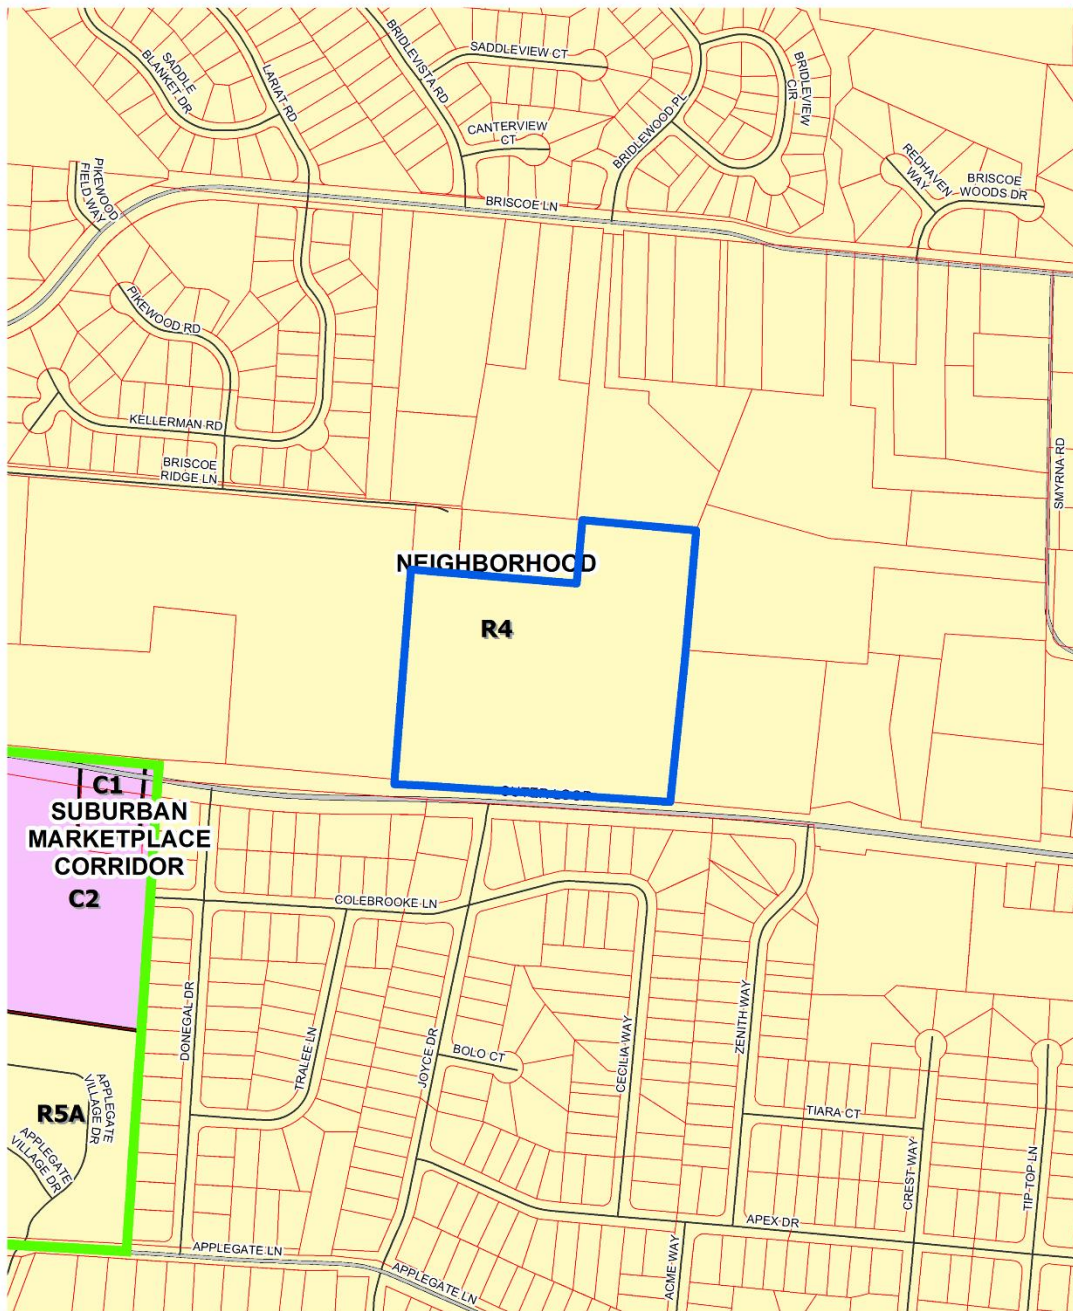 SADDLE
BLANKET DR
LARIAT RD
BRIDLEVISTA RD
SADDLEVIEW CT
CANTERVIEW
CT
BRIDLEWOOD PL
BRIDLEVIEW
CIR
REDHAVEN
WAY
BRISCOE
WOODS DR
PIKEWOOD
FIELD WAY
BRISCOE LN
PIKEWOOD RD
KELLERMAN RD
BRISCOE
RIDGE LN
SMYRNA RD
NEIGHBORHOOD
R4
OUTER LOOP
C1
SUBURBAN
MARKETPLACE
CORRIDOR
C2
COLEBROOKE LN
DONEGAL DR
TRALEE LN
JOYCE DR
BOLO CT
CECILIA WAY
ZENITH WAY
TIARA CT
CREST WAY
TIP TOP LN
R5A
APPLEGATE
VILLAGE DR
APPLEGATE
VILLAGE DR
APEX DR
ACME WAY
APPLEGATE LN
APPLEGATE LN